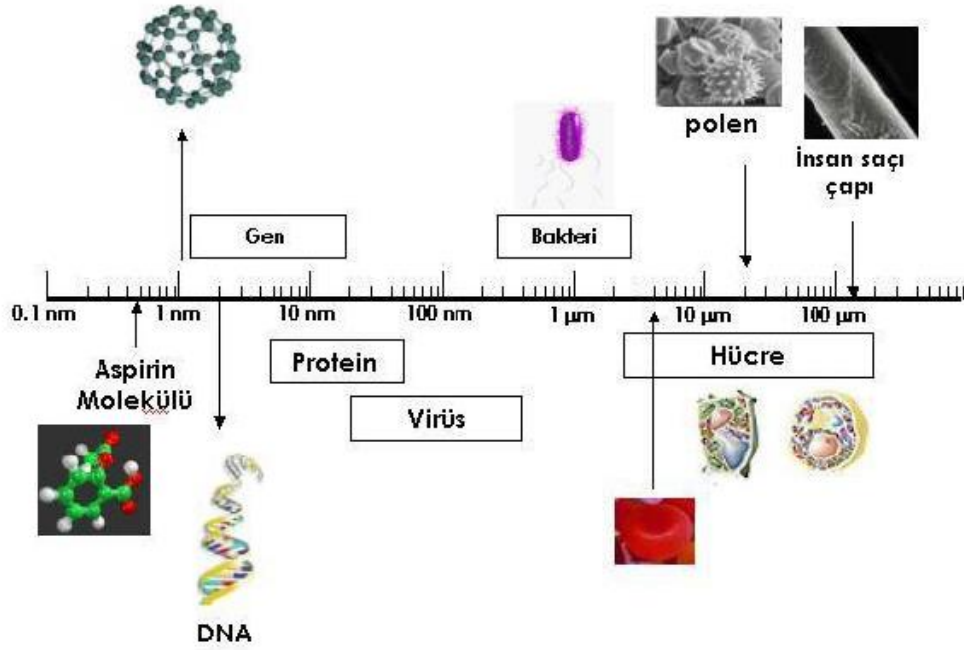 polen
İnsan saçı
çapı
Gen
Bakteri
0.1 nm
1 nm
10 nm
100 nm
1 µm
10 µm
100 µm
Aspirin
Molekülü
Protein
Hücre
Virüs
DNA